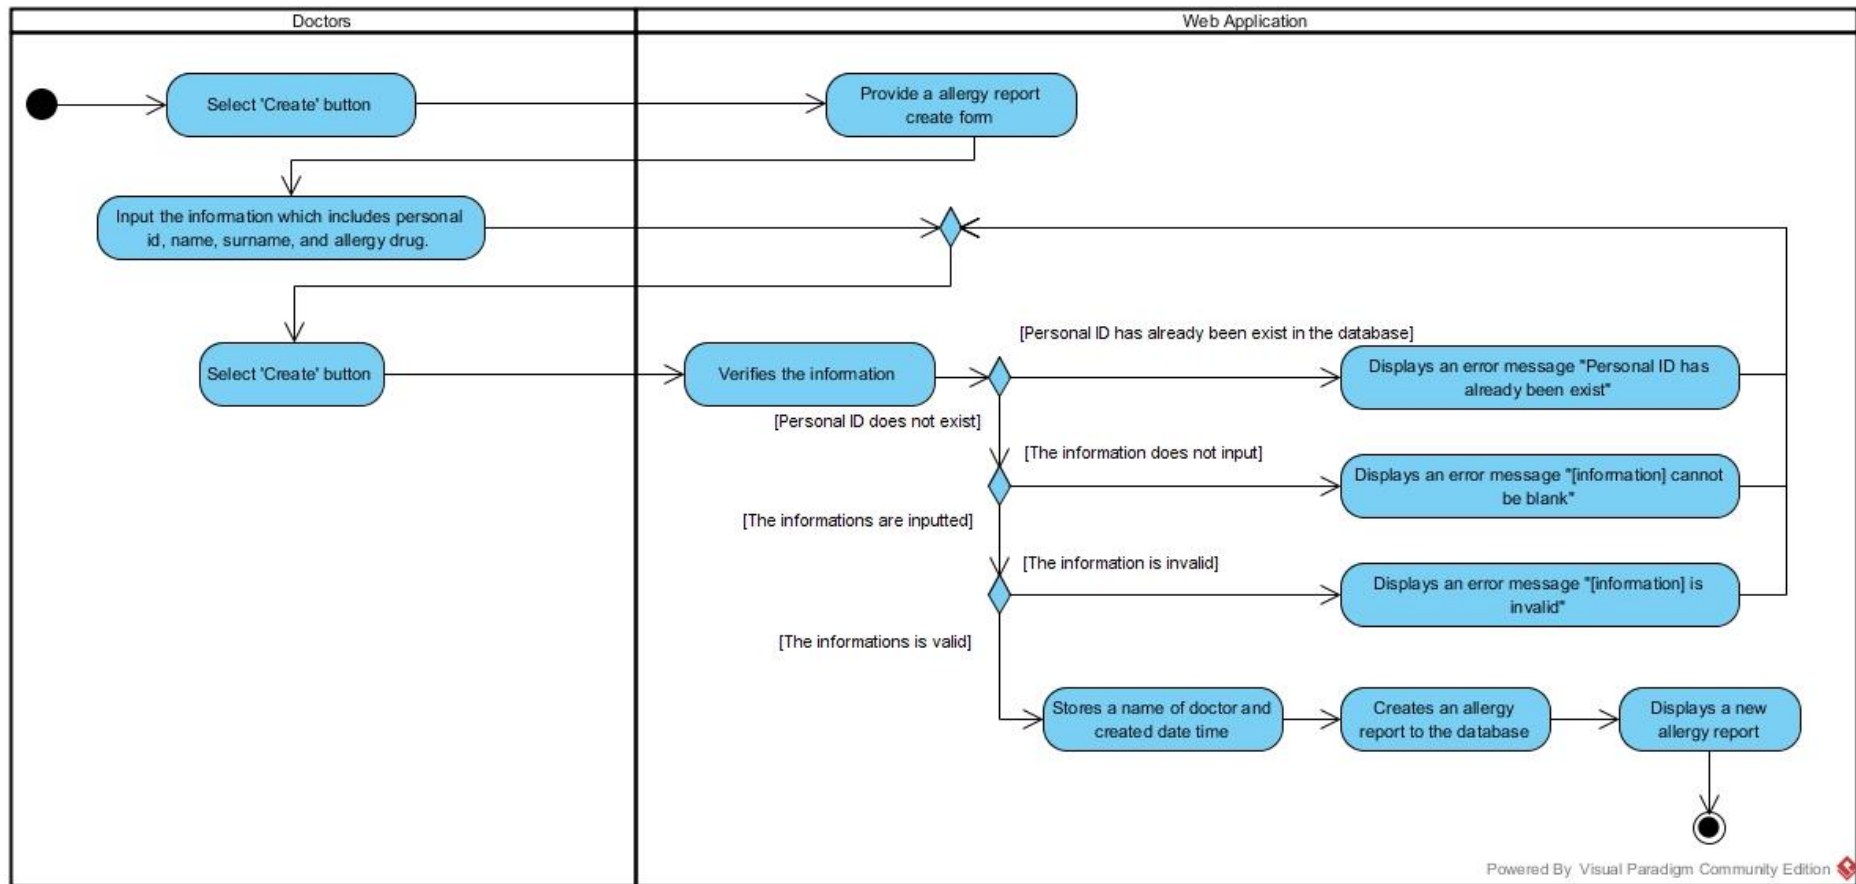 Doctors
Web Application
Select 'Create' button
Provide a allergy report
create form
Input the information which includes personal
id, name, surname, and allergy drug.
[Personal ID has already been exist in the database]
Select 'Create' button
Verifies the information
Displays an error message "Personal ID has
already been exist"
[Personal ID does not exist]
[The information does not input]
Displays an error message "[information] cannot
be blank"
[The informations are inputted]
[The information is invalid]
Displays an error message "[information] is
invalid"
[The informations is valid]
Stores a name of doctor and
created date time
Creates an allergy
report to the database
Displays a new
allergy report
Powered By Visual Paradigm Community Edition